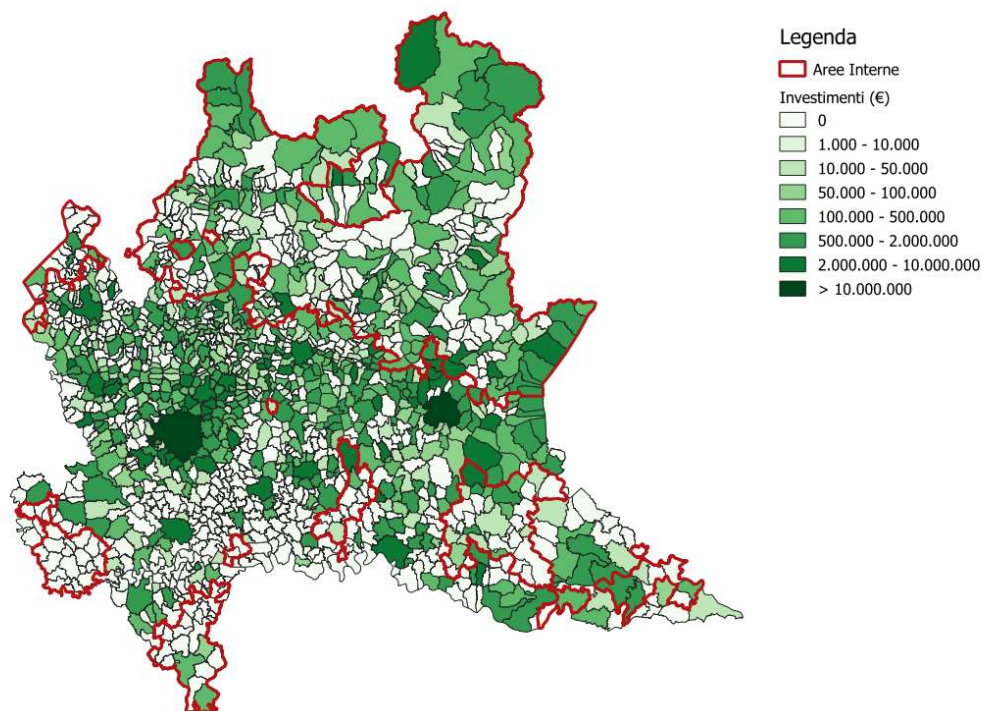 Legenda
Aree Interne
Investimenti (€)
0
1.000 - 10.000
10.000 - 50.000
50.000 - 100.000
100.000 - 500.000
500.000 - 2.000.000
2.000.000 - 10.000.000
> 10.000.000